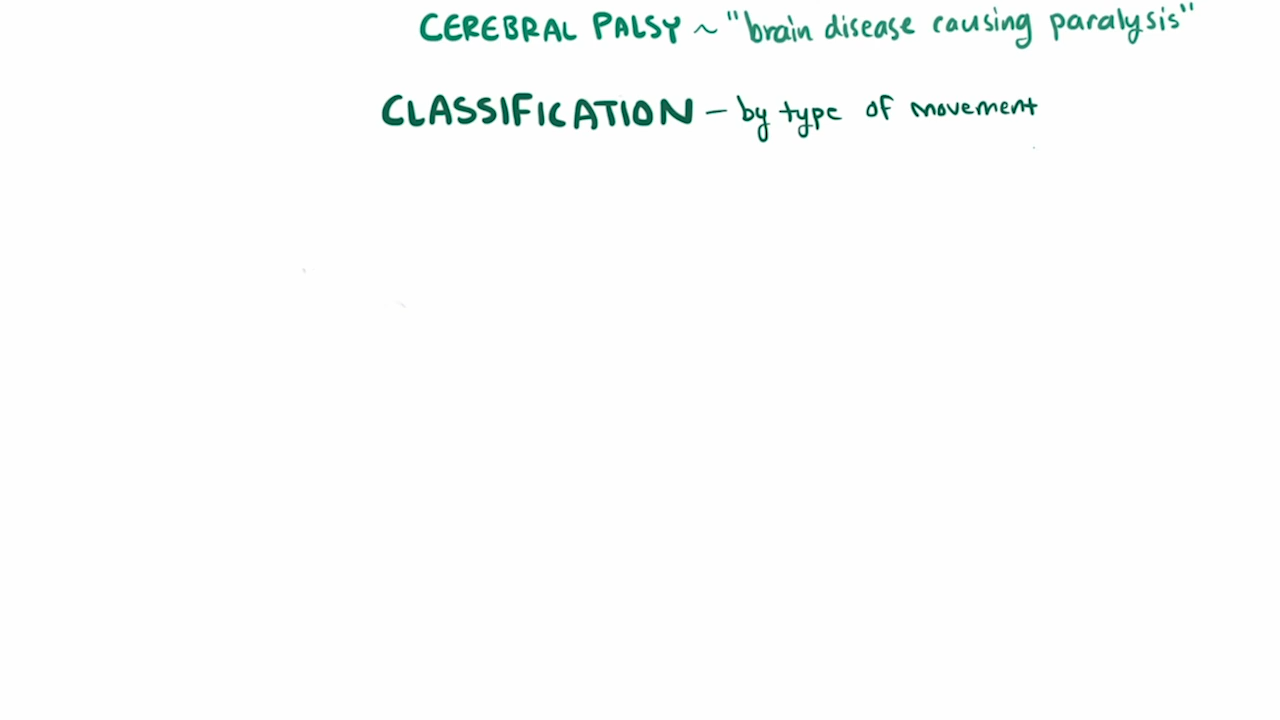 CEREBRAL PALSY ~ "brain disease causing paralysis"
CLASSIFICATION - by type of movement